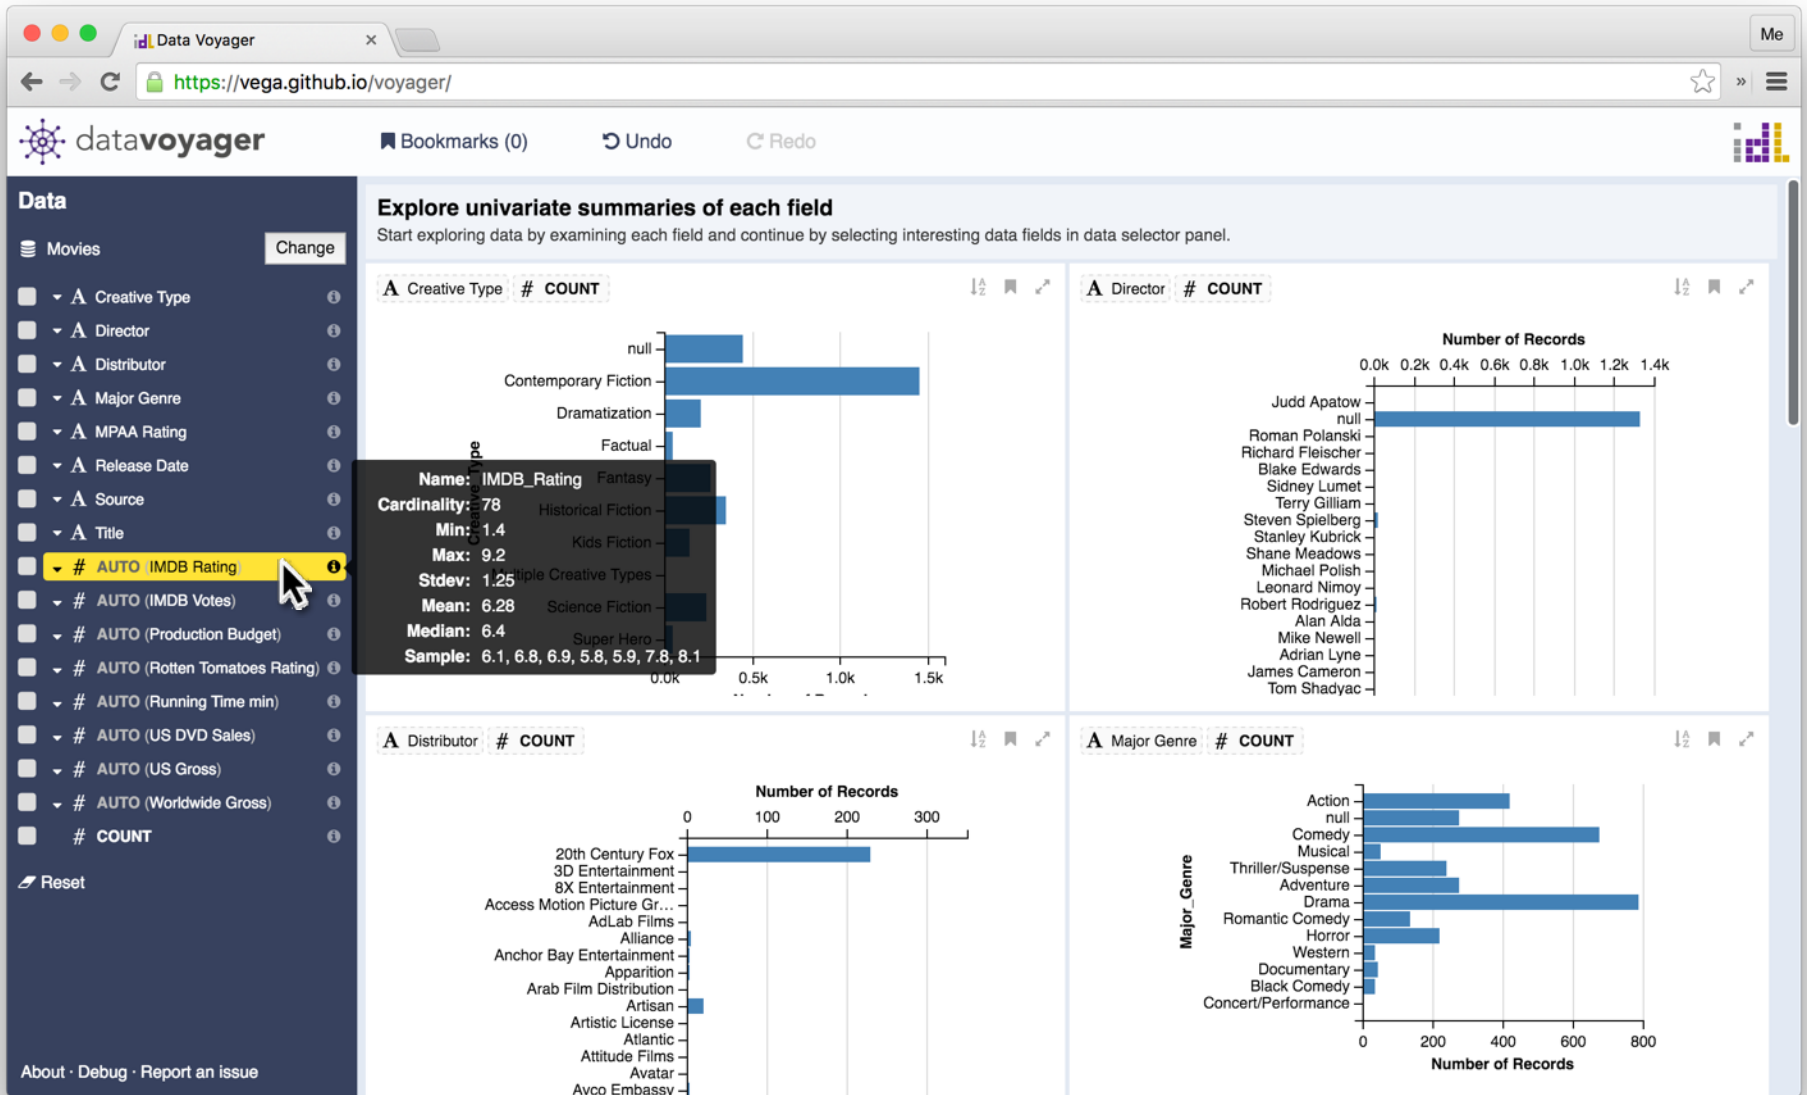 Data Voyager
Me
https://vega.github.io/voyager/
datavoyager
Bookmarks (0)
Undo
Redo
idL
Data
Movies
Change
A Creative Type
A Director
A Distributor
A Major Genre
A MPAA Rating
A Release Date
A Source
A Title
# AUTO (IMDB Rating)
# AUTO (IMDB Votes)
# AUTO (Production Budget)
# AUTO (Rotten Tomatoes Rating)
# AUTO (Running Time min)
# AUTO (US DVD Sales)
# AUTO (US Gross)
# AUTO (Worldwide Gross)
# COUNT
Reset
About · Debug · Report an issue
Explore univariate summaries of each field
Start exploring data by examining each field and continue by selecting interesting data fields in data selector panel.
A Creative Type # COUNT
null
Contemporary Fiction
Dramatization
Factual
Fantasy
Historical Fiction
Kids Fiction
Multiple Creative Types
Science Fiction
Super Hero
Creative_Type
0.0k 0.5k 1.0k 1.5k
Name: IMDB_Rating
Cardinality: 78
Min: 1.4
Max: 9.2
Stdev: 1.25
Mean: 6.28
Median: 6.4
Sample: 6.1, 6.8, 6.9, 5.8, 5.9, 7.8, 8.1
A Director # COUNT
Number of Records
0.0k 0.2k 0.4k 0.6k 0.8k 1.0k 1.2k 1.4k
Judd Apatow
null
Roman Polanski
Richard Fleischer
Blake Edwards
Sidney Lumet
Terry Gilliam
Steven Spielberg
Stanley Kubrick
Shane Meadows
Michael Polish
Leonard Nimoy
Robert Rodriguez
Alan Alda
Mike Newell
Adrian Lyne
James Cameron
Tom Shadyac
A Distributor # COUNT
Number of Records
0 100 200 300
20th Century Fox
3D Entertainment
8X Entertainment
Access Motion Picture Gr...
AdLab Films
Alliance
Anchor Bay Entertainment
Apparition
Arab Film Distribution
Artisan
Artistic License
Atlantic
Attitude Films
Avatar
Avco Embassy
A Major Genre # COUNT
Action
null
Comedy
Musical
Thriller/Suspense
Adventure
Drama
Romantic Comedy
Horror
Western
Documentary
Black Comedy
Concert/Performance
Major_Genre
0 200 400 600 800
Number of Records